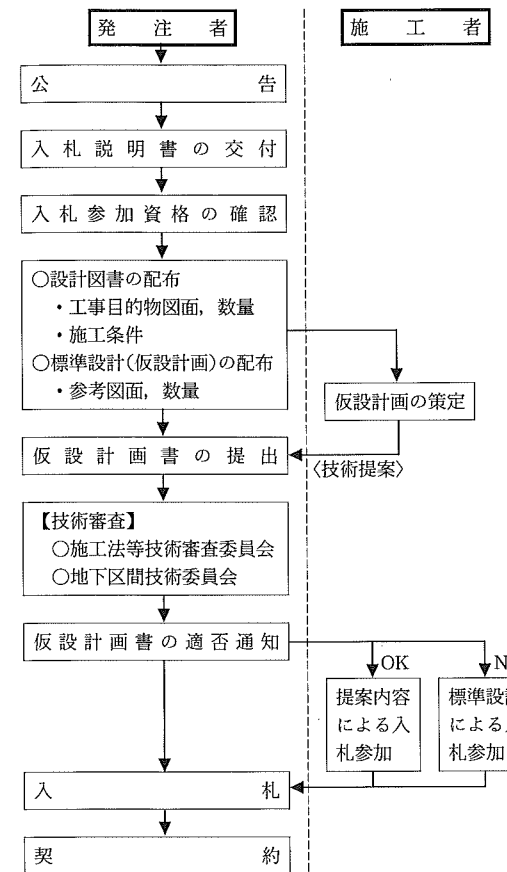 発注者
施工者
公告
入札説明書の交付
入札参加資格の確認
○設計図書の配布
・工事目的物図面，数量
・施工条件
○標準設計(仮設計画)の配布
・参考図面，数量
仮設計画の策定
仮設計画書の提出
〈技術提案〉
【技術審査】
○施工法等技術審査委員会
○地下区間技術委員会
仮設計画書の適否通知
OK
提案内容
による入
札参加
標準設
による
札参加
入札
契約